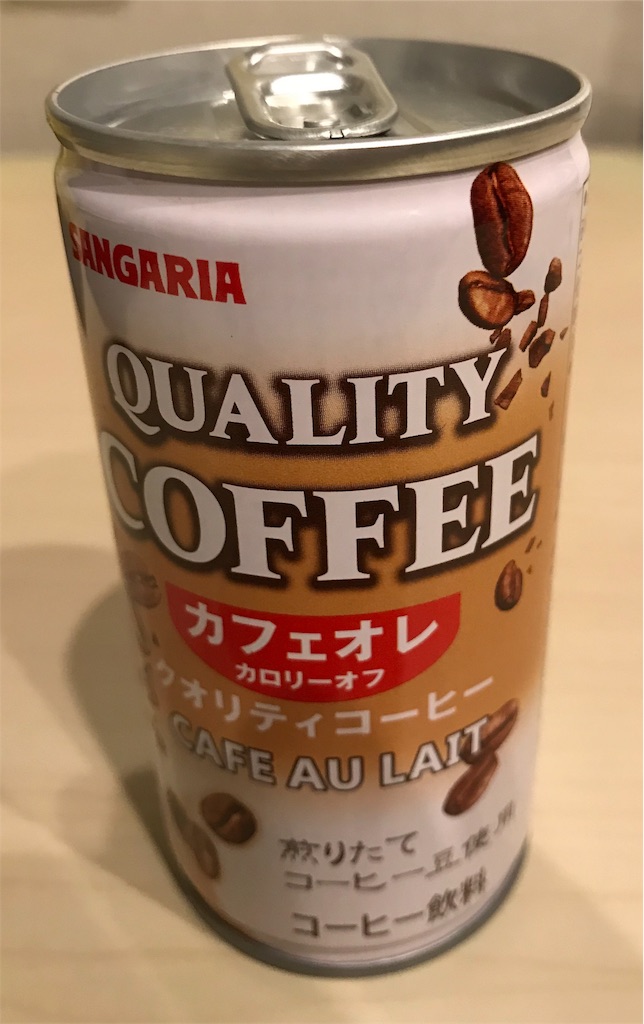 SANGARIA
QUALITY
COFFEE
カフェオレ
カロリーオフ
クオリティコーヒー
CAFE AU LAIT
煎りたて
コーヒー豆使用
コーヒー飲料